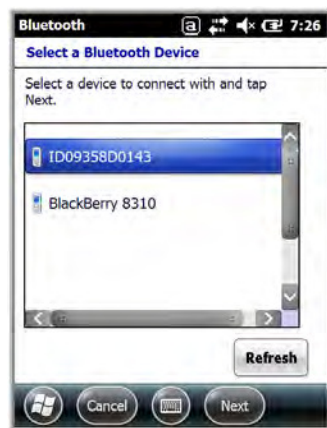 Bluetooth a 7:26
Select a Bluetooth Device
Select a device to connect with and tap
Next.
ID09358D0143
BlackBerry 8310
Refresh
Cancel Next